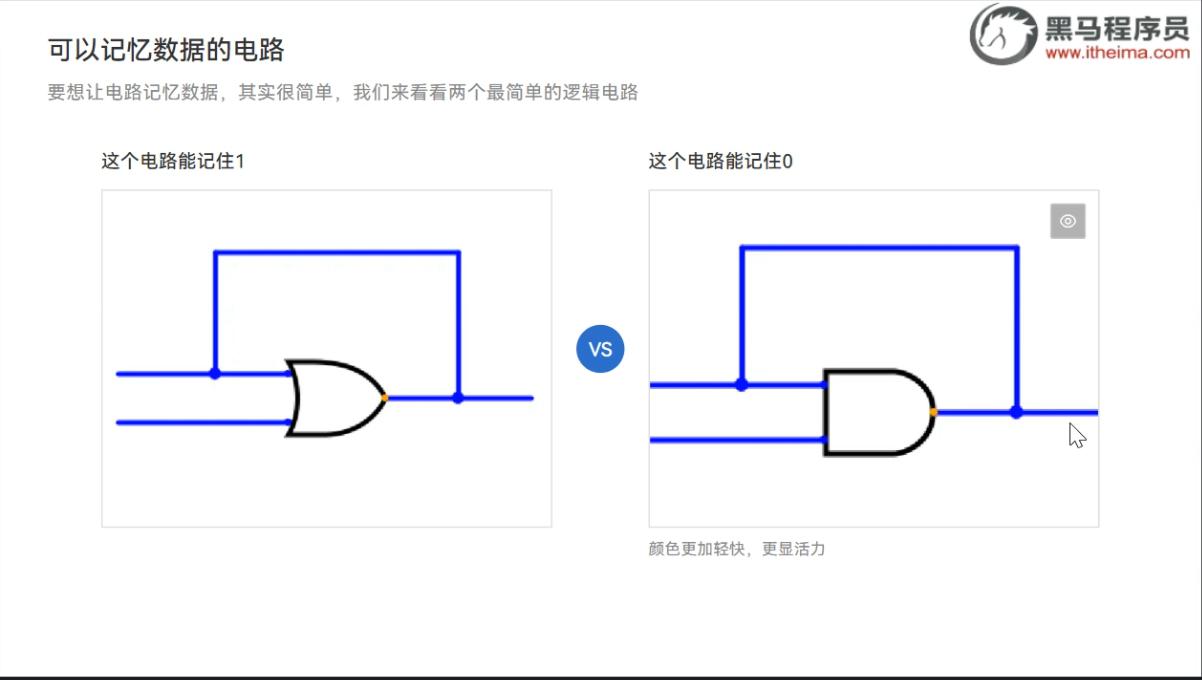 黑马程序员
www.itheima.com
可以记忆数据的电路
要想让电路记忆数据，其实很简单，我们来看看两个最简单的逻辑电路
这个电路能记住1
这个电路能记住0
VS
颜色更加轻快，更显活力